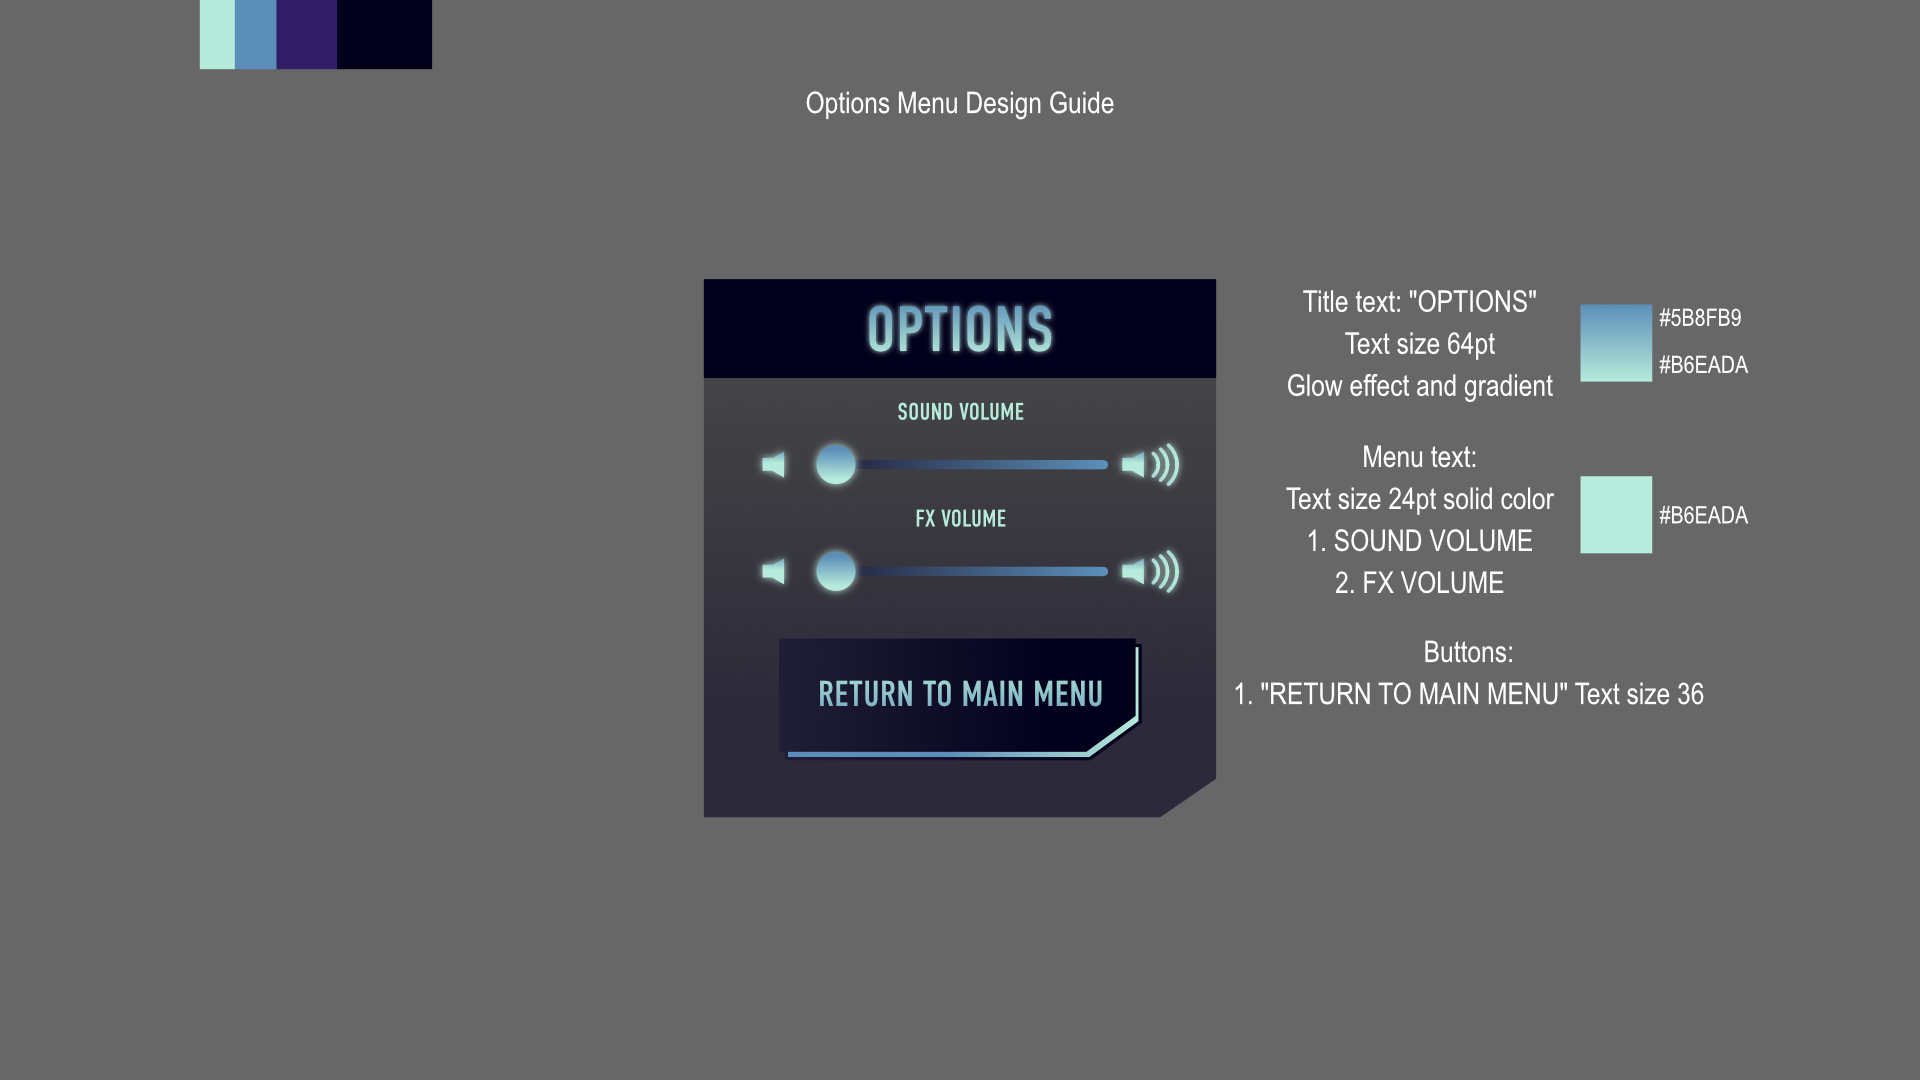 Options Menu Design Guide
OPTIONS
SOUND VOLUME
FX VOLUME
RETURN TO MAIN MENU
Title text: "OPTIONS"
Text size 64pt
Glow effect and gradient
#5B8FB9
#B6EADA
Menu text:
Text size 24pt solid color
1. SOUND VOLUME
2. FX VOLUME
#B6EADA
Buttons:
1. "RETURN TO MAIN MENU" Text size 36